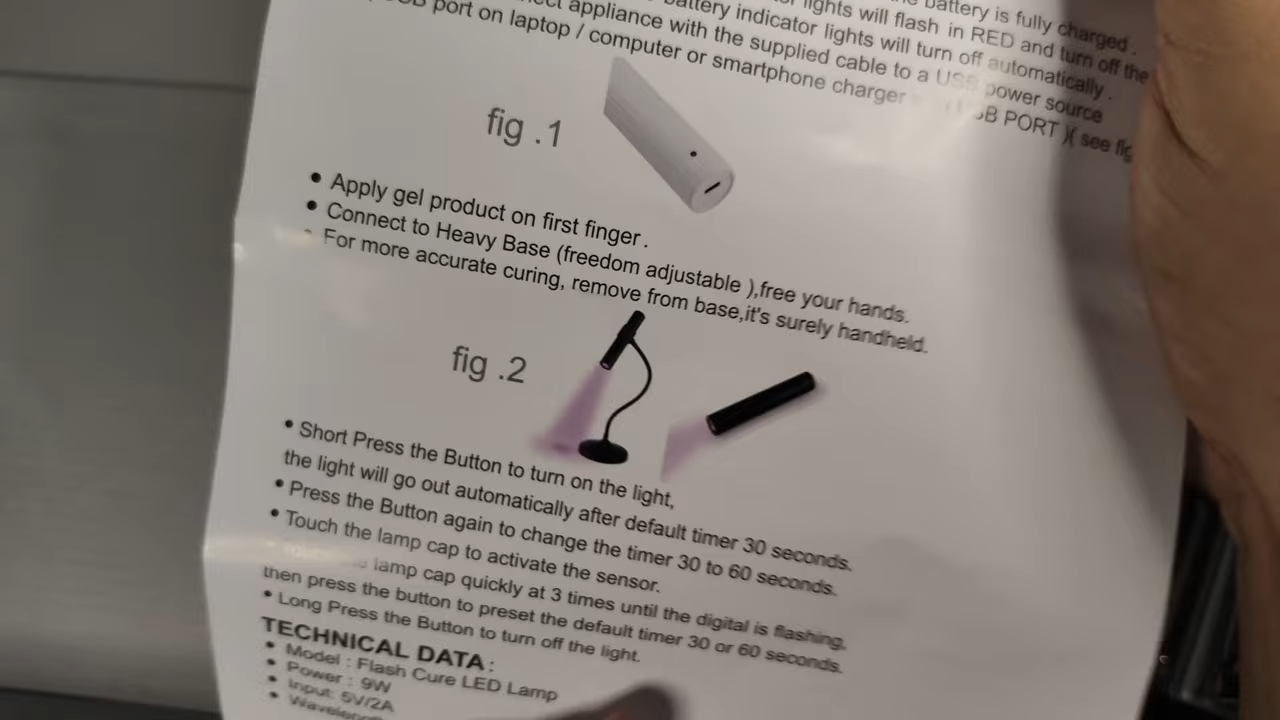 battery is fully charged .
lights will flash in RED and turn off the
battery indicator lights will turn off automatically .
appliance with the supplied cable to a USB power source
port on laptop / computer or smartphone charger PORT )( see
fig .1
• Apply gel product on first finger .
• Connect to Heavy Base (freedom adjustable ),free your hands.
For more accurate curing, remove from base,it's surely handheld.
fig .2
• Short Press the Button to turn on the light,
the light will go out automatically after default timer 30 seconds.
• Press the Button again to change the timer 30 to 60 seconds.
• Touch the lamp cap to activate the sensor.
lamp cap quickly at 3 times until the digital is flashing,
then press the button to preset the default timer 30 or 60 seconds.
• Long Press the Button to turn off the light.
TECHNICAL DATA :
• Model : Flash Cure LED Lamp
• Power : 9W
• Input: 5V/2A